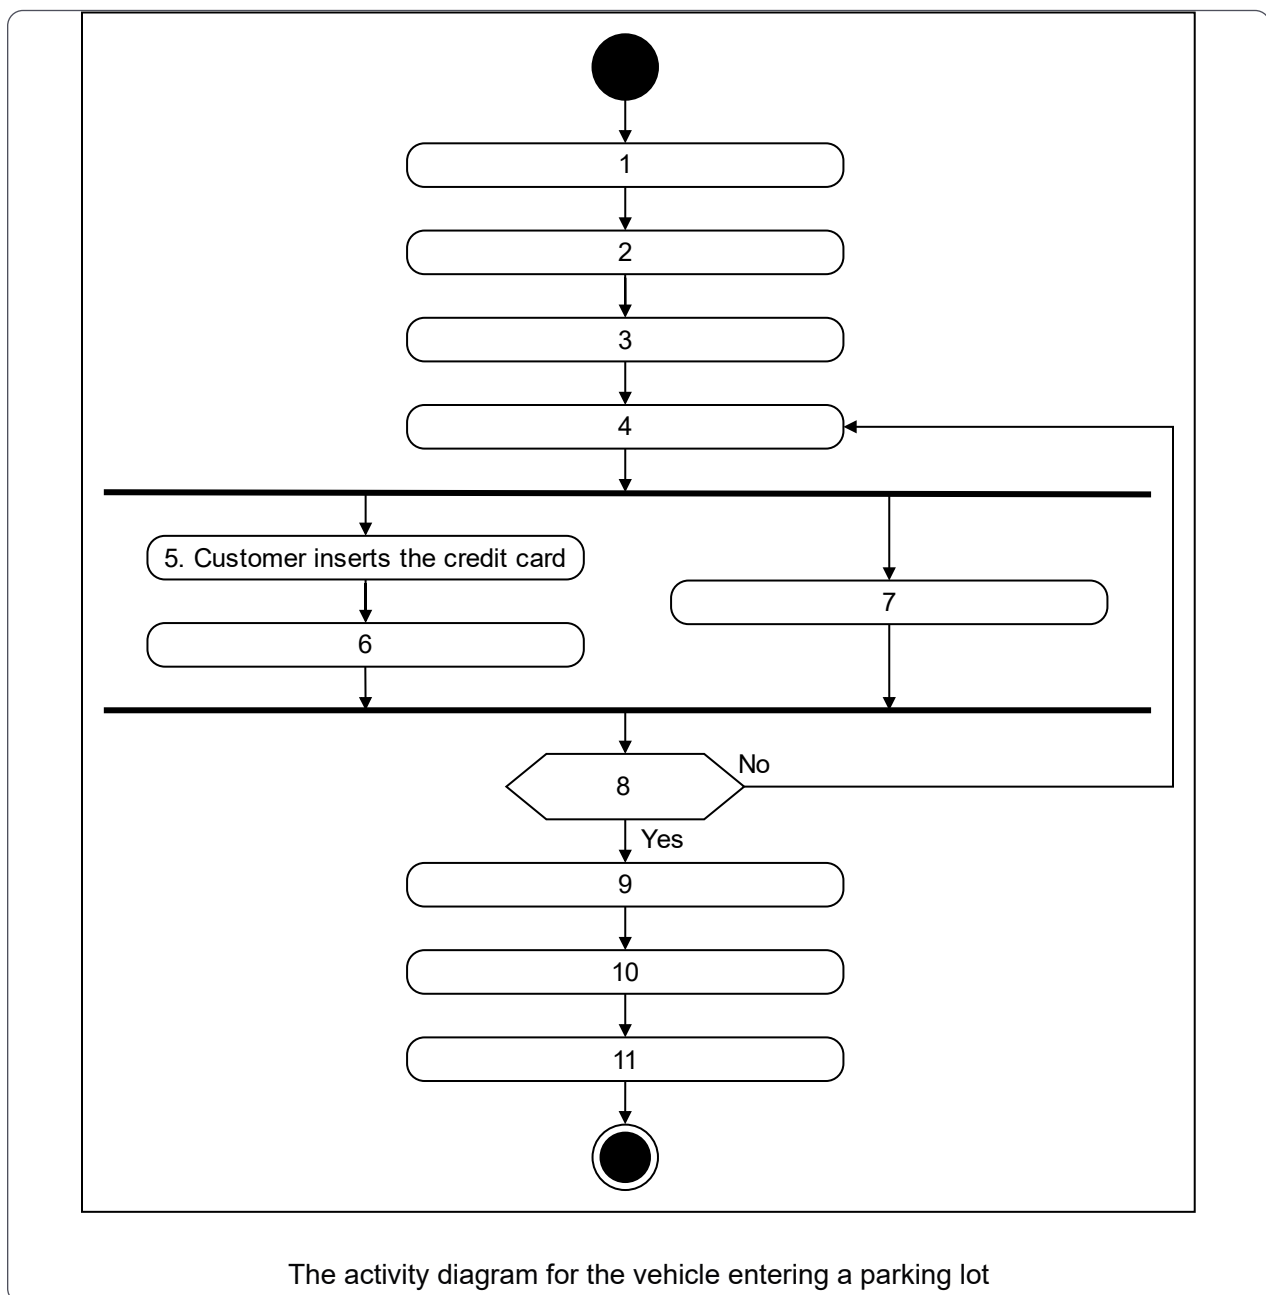 1
2
3
4
5. Customer inserts the credit card
7
6
No
8
Yes
9
10
11
The activity diagram for the vehicle entering a parking lot